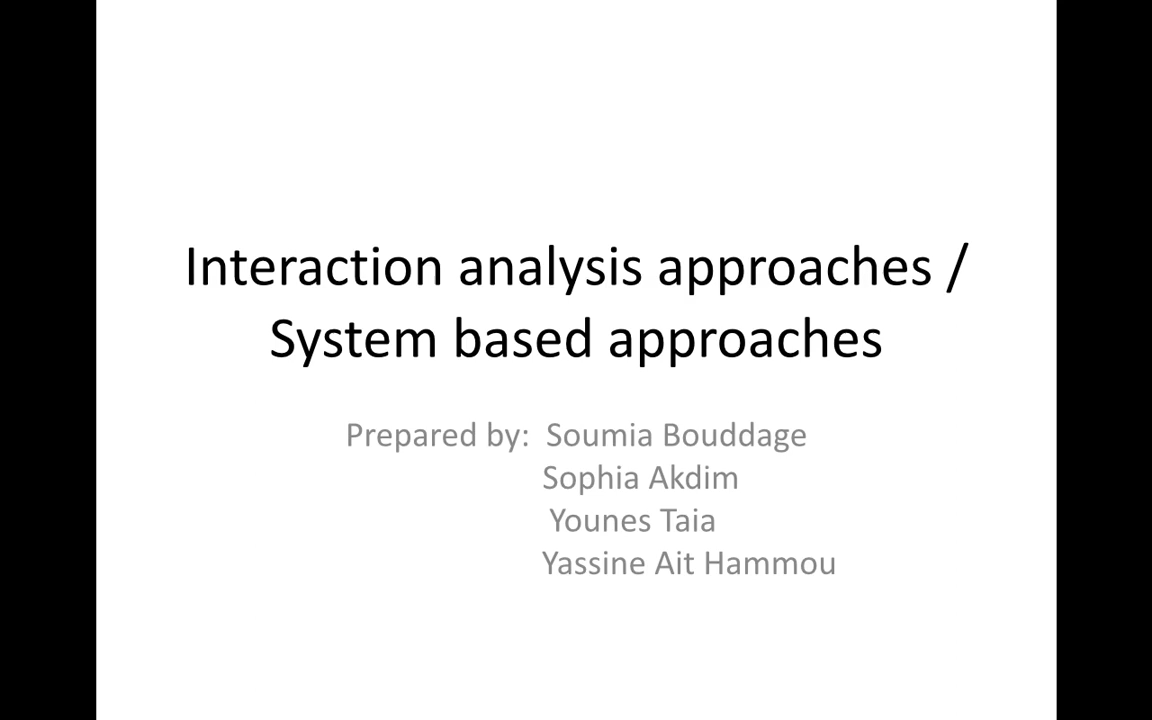 Interaction analysis approaches /
System based approaches
Prepared by: Soumia Bouddage
Sophia Akdim
Younes Taia
Yassine Ait Hammou